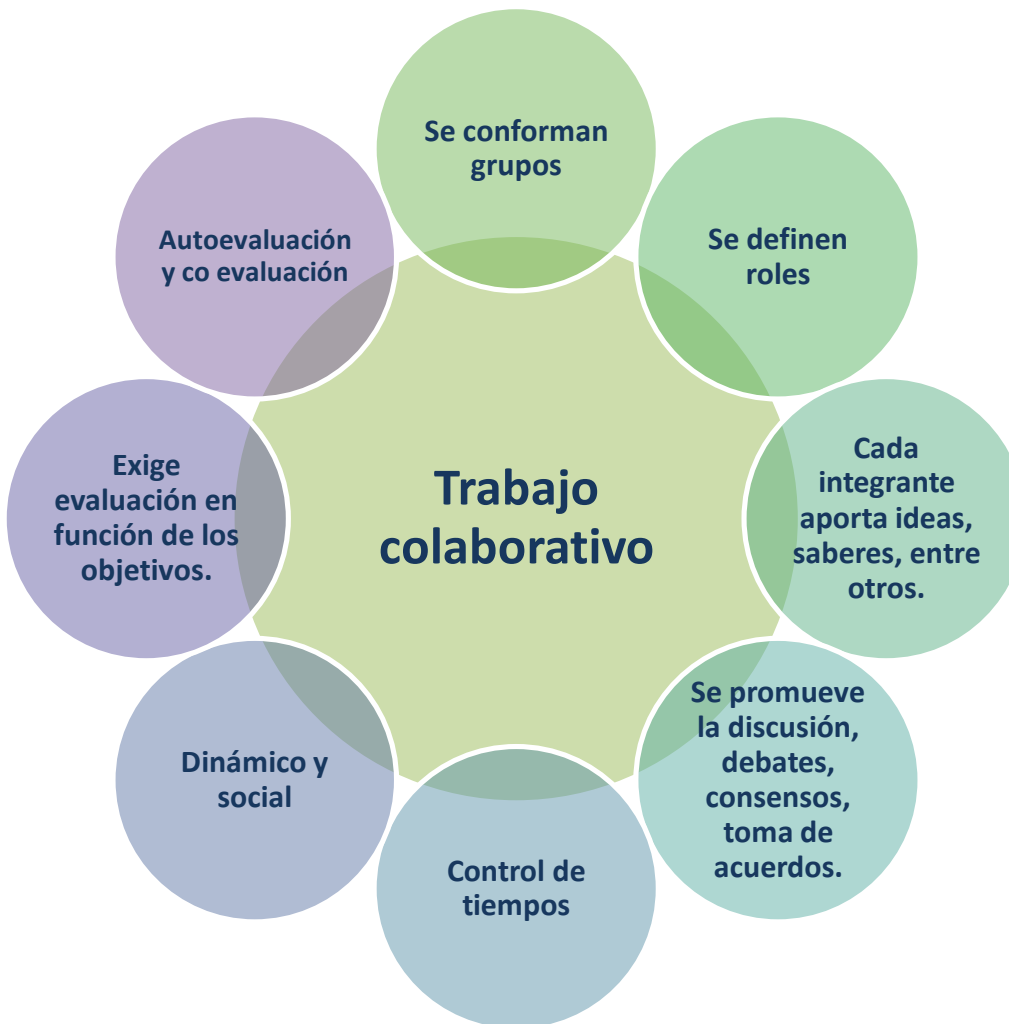 Se conforman
grupos
Se definen
roles
Cada
integrante
aporta ideas,
saberes, entre
otros.
Se promueve
la discusión,
debates,
consensos,
toma de
acuerdos.
Control de
tiempos
Dinámico y
social
Exige
evaluación en
función de los
objetivos.
Autoevaluación
y co evaluación
Trabajo
colaborativo